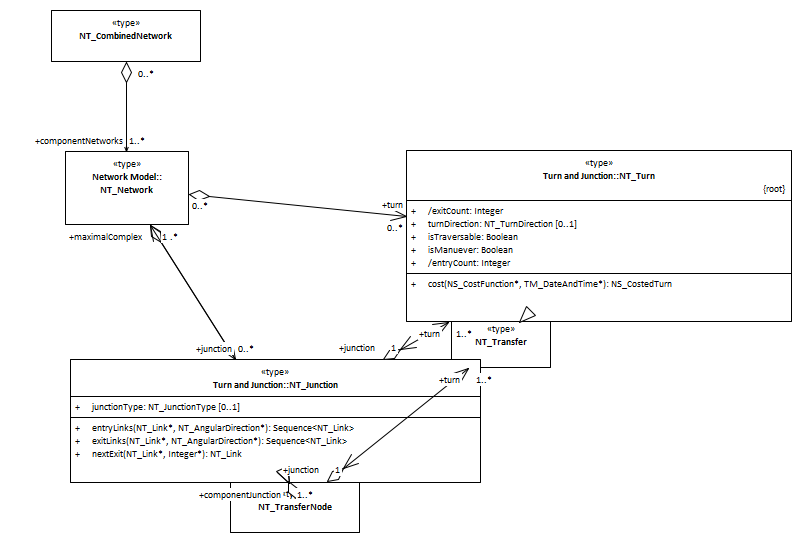 «type»
NT_CombinedNetwork
0..*
+componentNetworks 1..*
«type»
Network Model::
NT_Network
0..*
+turn
0..*
+maximalComplex 1..*
«type»
Turn and Junction::NT_Turn
{root}
+ /exitCount: Integer
+ turnDirection: NT_TurnDirection [0..1]
+ isTraversable: Boolean
+ isManuever: Boolean
+ /entryCount: Integer
+ cost(NS_CostFunction*, TM_DateAndTime*): NS_CostedTurn
«type»
NT_Transfer
+turn 1..*
+junction 1
+junction 0..*
«type»
Turn and Junction::NT_Junction
+ junctionType: NT_JunctionType [0..1]
+ entryLinks(NT_Link*, NT_AngularDirection*): Sequence<NT_Link>
+ exitLinks(NT_Link*, NT_AngularDirection*): Sequence<NT_Link>
+ nextExit(NT_Link*, Integer*): NT_Link
+turn 1..*
+junction 1
+componentJunction 1..*
NT_TransferNode